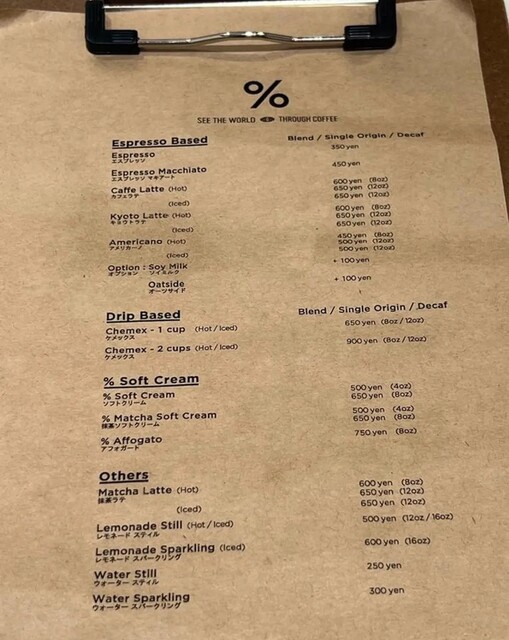 %
SEE THE WORLD THROUGH COFFEE
Espresso Based Blend / Single Origin / Decaf
Espresso 350 yen
エスプレッソ
Espresso Macchiato 450 yen
エスプレッソ マキアート
Caffe Latte (Hot) 600 yen (8oz)
カフェラテ 650 yen (12oz)
(Iced) 650 yen (12oz)
Kyoto Latte (Hot) 600 yen (8oz)
キョウトラテ 650 yen (12oz)
(Iced) 650 yen (12oz)
Americano (Hot) 450 yen (8oz)
アメリカーノ 500 yen (12oz)
(Iced) 500 yen (12oz)
Option : Soy Milk + 100 yen
オプション ソイミルク
Oatside + 100 yen
オーツサイド
Drip Based Blend / Single Origin / Decaf
Chemex - 1 cup (Hot / Iced) 650 yen (8oz / 12oz)
ケメックス
Chemex - 2 cups (Hot / Iced) 900 yen (8oz / 12oz)
ケメックス
% Soft Cream
% Soft Cream 500 yen (4oz)
ソフトクリーム 650 yen (8oz)
% Matcha Soft Cream 500 yen (4oz)
抹茶ソフトクリーム 650 yen (8oz)
% Affogato 750 yen (8oz)
アフォガード
Others
Matcha Latte (Hot) 600 yen (8oz)
抹茶ラテ 650 yen (12oz)
(Iced) 650 yen (12oz)
Lemonade Still (Hot / Iced) 500 yen (12oz / 16oz)
レモネード スティル
Lemonade Sparkling (Iced) 600 yen (16oz)
レモネード スパークリング
Water Still 250 yen
ウォーター スティル
Water Sparkling 300 yen
ウォーター スパークリング